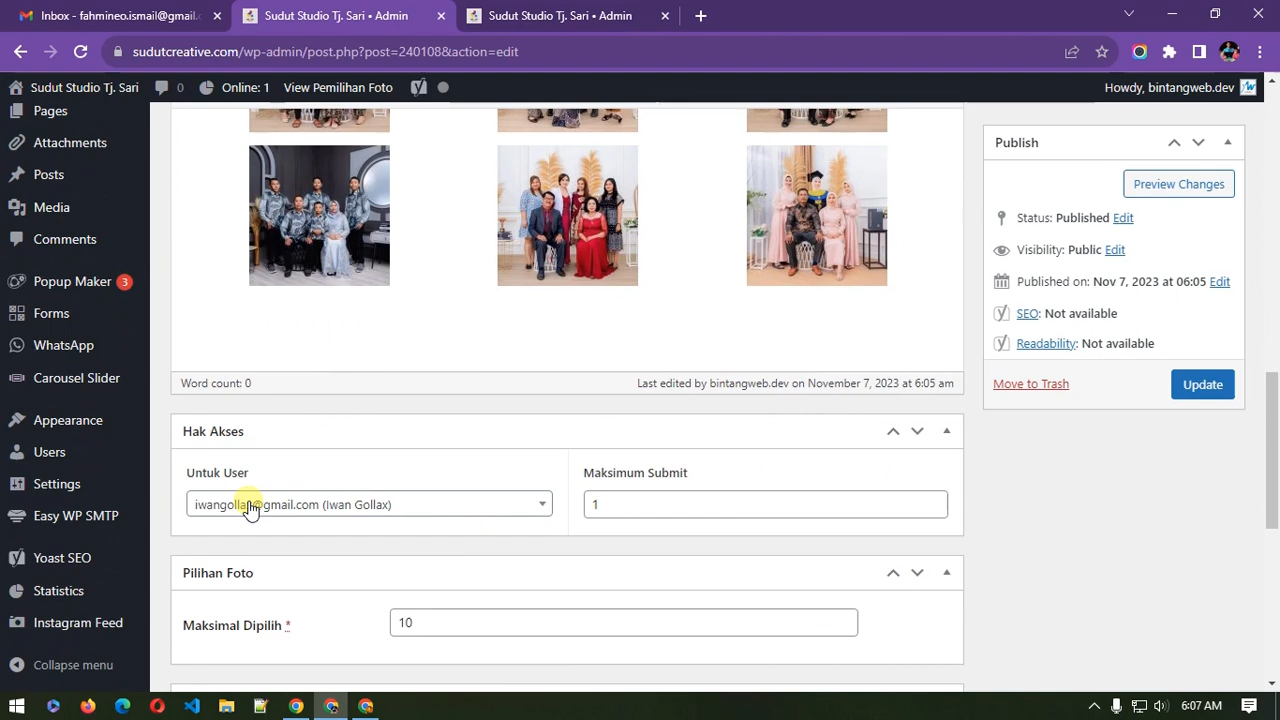 Inbox - fahmineo.ismail@gmail.c
Sudut Studio Tj. Sari • Admin
Sudut Studio Tj. Sari • Admin
sudutcreative.com/wp-admin/post.php?post=240108&action=edit
Sudut Studio Tj. Sari
0
Online: 1
View Pemilihan Foto
Howdy, bintangweb.dev
Pages
Attachments
Posts
Media
Comments
Popup Maker 3
Forms
WhatsApp
Carousel Slider
Appearance
Users
Settings
Easy WP SMTP
Yoast SEO
Statistics
Instagram Feed
Collapse menu
Word count: 0
Last edited by bintangweb.dev on November 7, 2023 at 6:05 am
Hak Akses
Untuk User
iwangollax@gmail.com (Iwan Gollax)
Maksimum Submit
1
Pilihan Foto
Maksimal Dipilih *
10
Publish
Preview Changes
Status: Published Edit
Visibility: Public Edit
Published on: Nov 7, 2023 at 06:05 Edit
SEO: Not available
Readability: Not available
Move to Trash
Update
6:07 AM